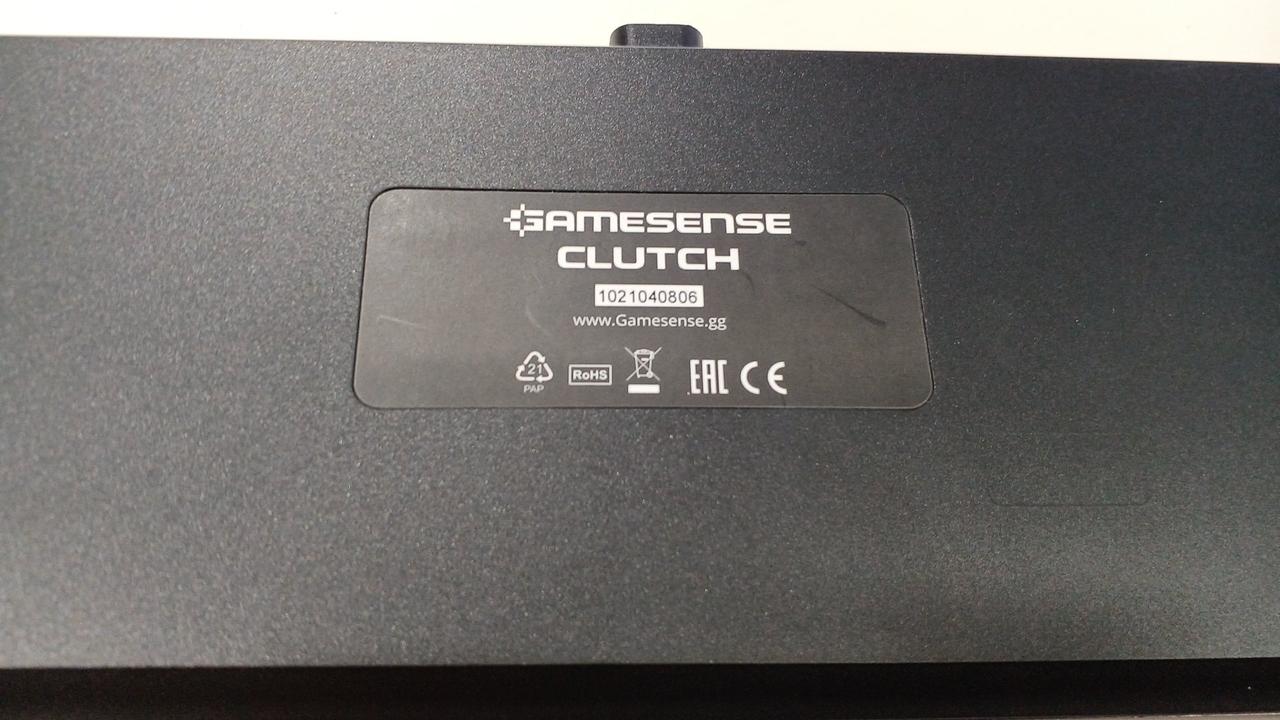 GAMESENSE
CLUTCH
1021040806
www.Gamesense.gg
21
PAP
RoHS
EAC CE